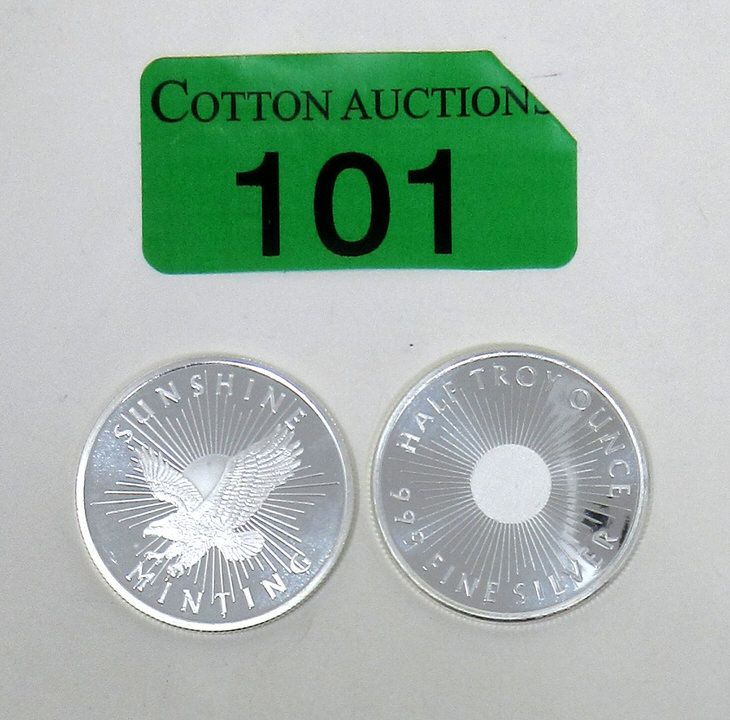 COTTON AUCTIONS
101
SUNSHINE
MINTING
HALF TROY OUNCE
999 FINE SILVER